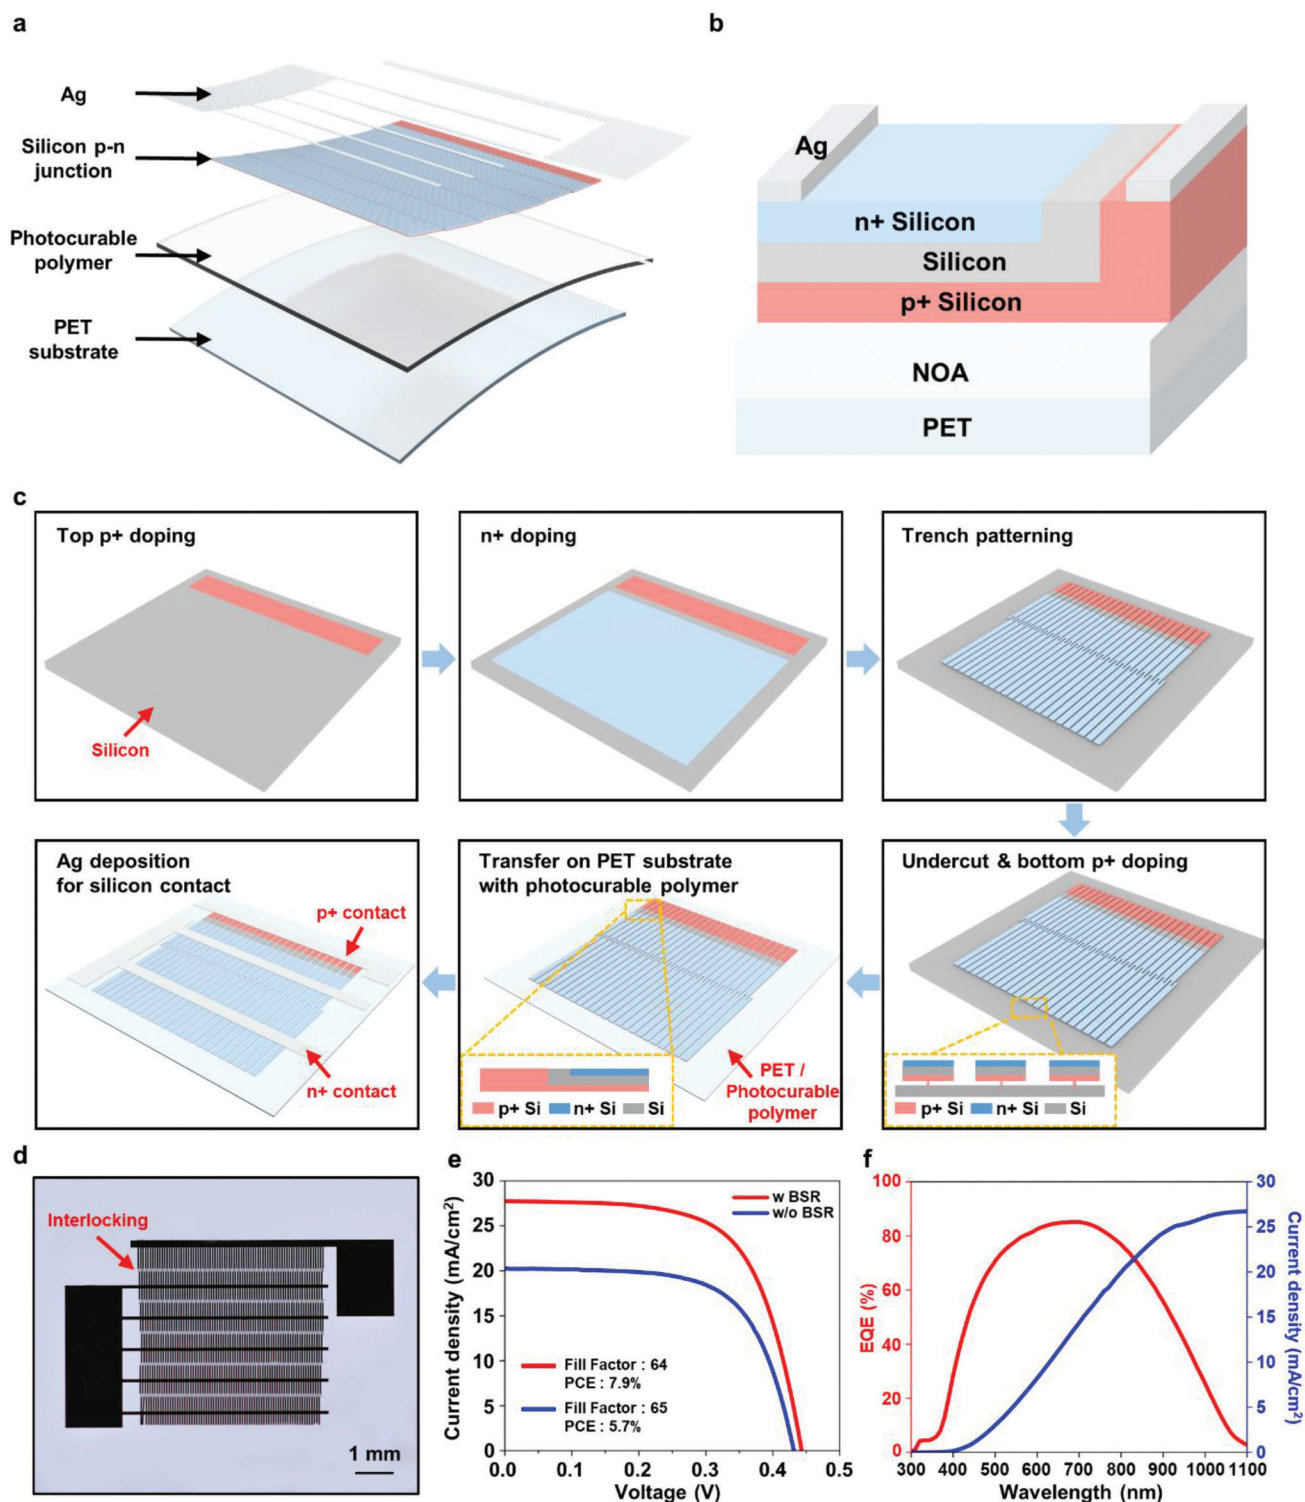 a
Ag
Silicon p-n
junction
Photocurable
polymer
PET
substrate
b
Ag
n+ Silicon
Silicon
p+ Silicon
NOA
PET
c
Top p+ doping
Silicon
n+ doping
Trench patterning
Ag deposition
for silicon contact
p+ contact
n+ contact
Transfer on PET substrate
with photocurable polymer
p+ Si n+ Si Si
PET /
Photocurable
polymer
Undercut & bottom p+ doping
p+ Si n+ Si Si
d
Interlocking
1 mm
e
Current density (mA/cm²)
30
25
20
15
10
5
0
w BSR
w/o BSR
Fill Factor : 64
PCE : 7.9%
Fill Factor : 65
PCE : 5.7%
0.0 0.1 0.2 0.3 0.4 0.5
Voltage (V)
f
EQE (%)
100
80
60
40
20
0
30
25
20
15
10
5
0
Current density (mA/cm²)
300 400 500 600 700 800 900 1000 1100
Wavelength (nm)